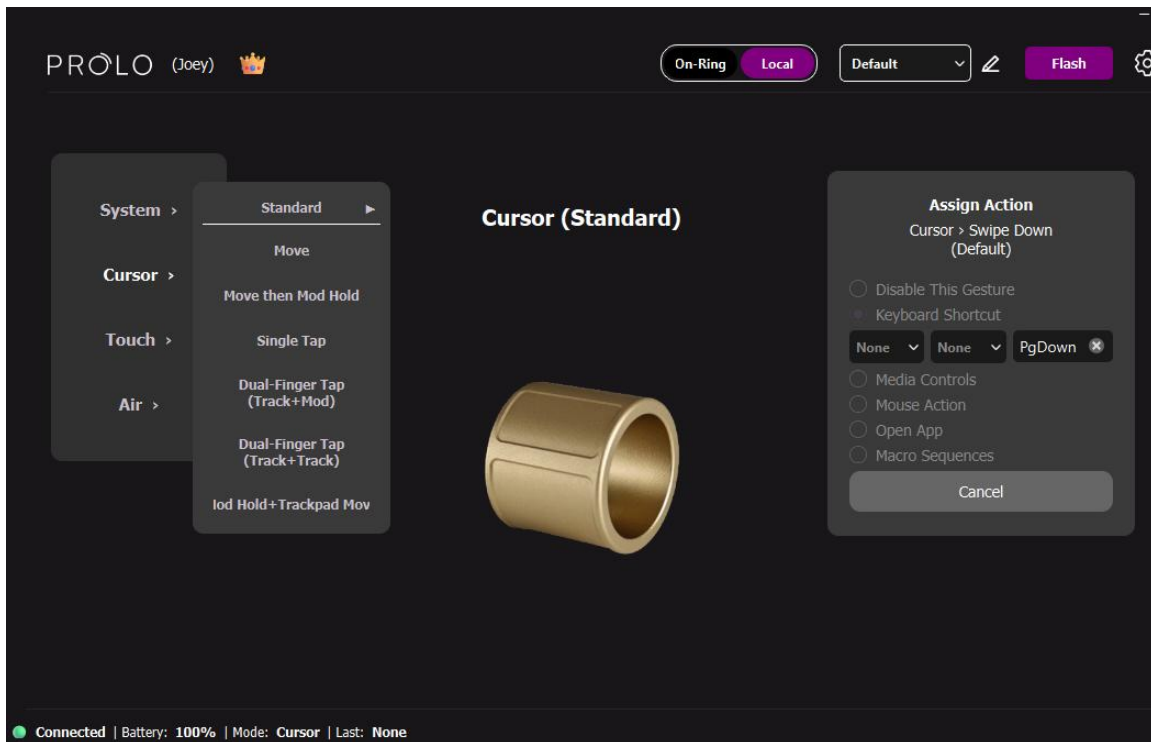 PROLO (Joey)
On-Ring Local
Default
Flash
System ›
Cursor ›
Touch ›
Air ›
Standard ▶
Move
Move then Mod Hold
Single Tap
Dual-Finger Tap
(Track+Mod)
Dual-Finger Tap
(Track+Track)
lod Hold+Trackpad Mov
Cursor (Standard)
Assign Action
Cursor › Swipe Down
(Default)
Disable This Gesture
Keyboard Shortcut
None None PgDown
Media Controls
Mouse Action
Open App
Macro Sequences
Cancel
Connected | Battery: 100% | Mode: Cursor | Last: None